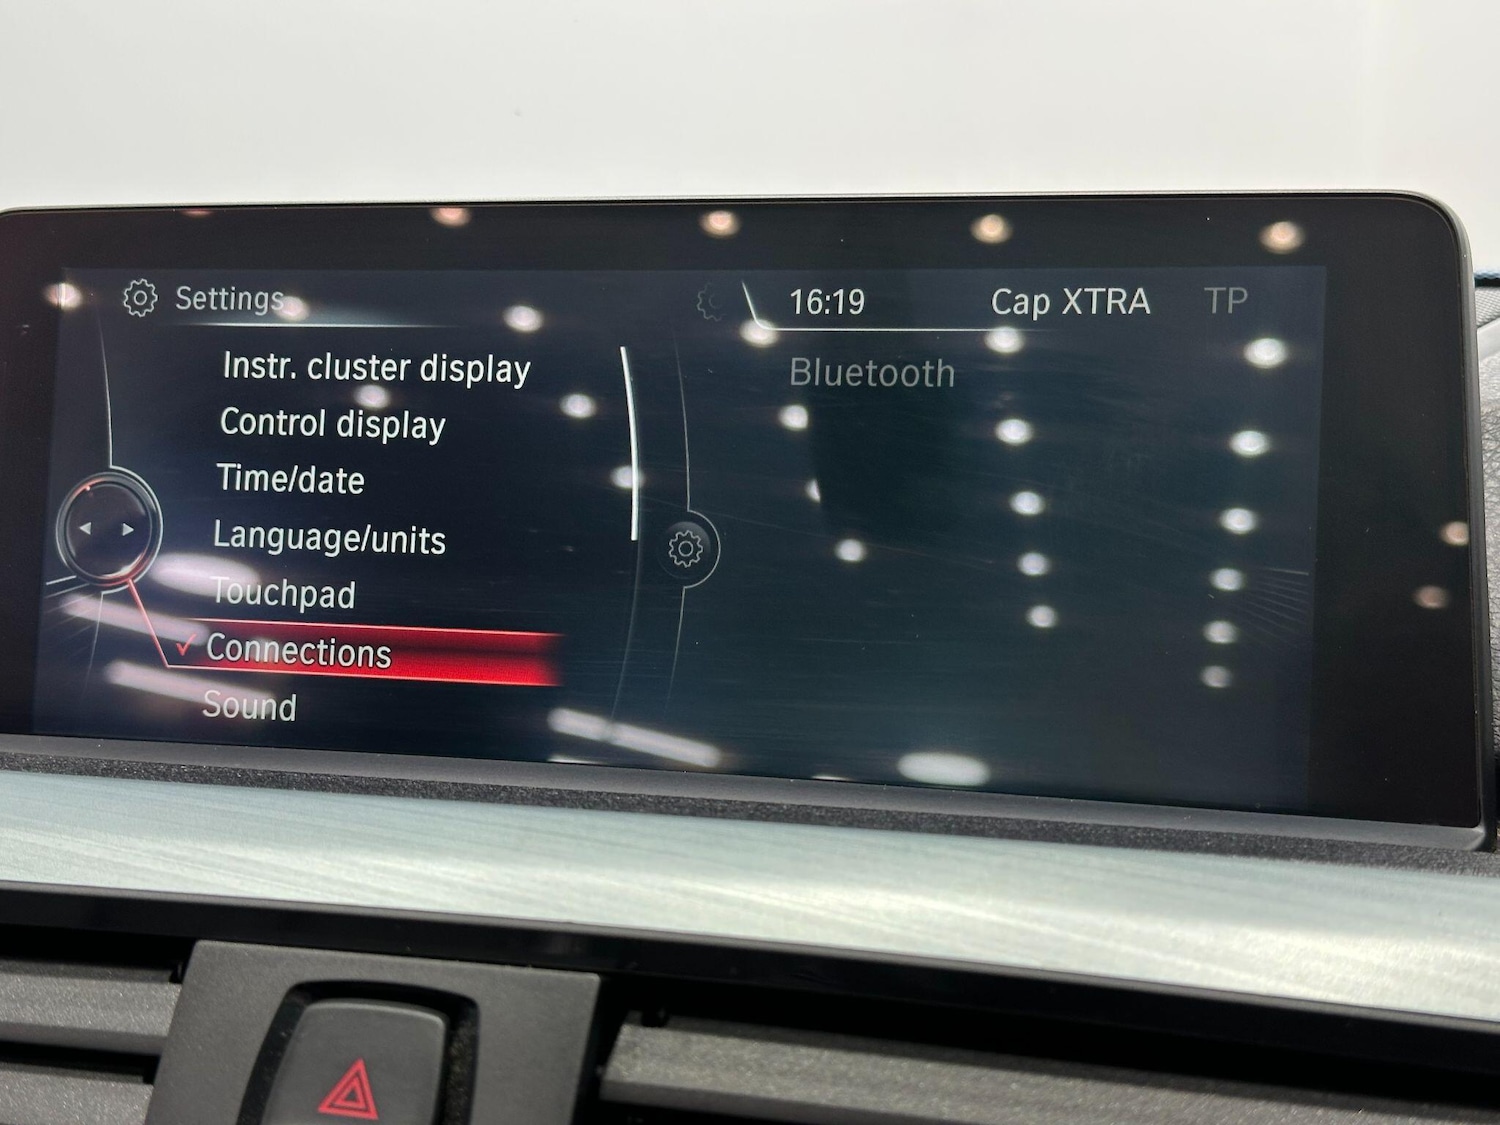 Settings
16:19 Cap XTRA TP
Instr. cluster display
Control display
Time/date
Language/units
Touchpad
✓ Connections
Sound
Bluetooth